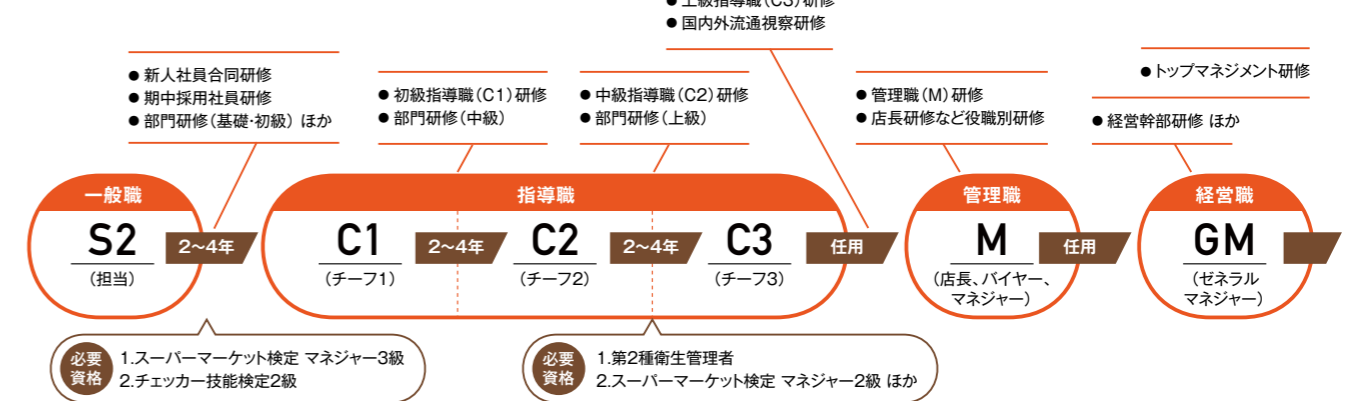 ● 上級指導職（C3）研修
● 国内外流通視察研修
● トップマネジメント研修
● 新人社員合同研修
● 期中採用社員研修
● 部門研修（基礎・初級） ほか
● 初級指導職（C1）研修
● 部門研修（中級）
● 中級指導職（C2）研修
● 部門研修（上級）
● 管理職（M）研修
● 店長研修など役職別研修
● 経営幹部研修 ほか
一般職
S2
（担当）
2〜4年
指導職
C1
（チーフ1）
2〜4年
C2
（チーフ2）
2〜4年
C3
（チーフ3）
任用
管理職
M
（店長、バイヤー、
マネジャー）
任用
経営職
GM
（ゼネラル
マネジャー）
必要
資格
1.スーパーマーケット検定 マネジャー3級
2.チェッカー技能検定2級
必要
資格
1.第2種衛生管理者
2.スーパーマーケット検定 マネジャー2級 ほか